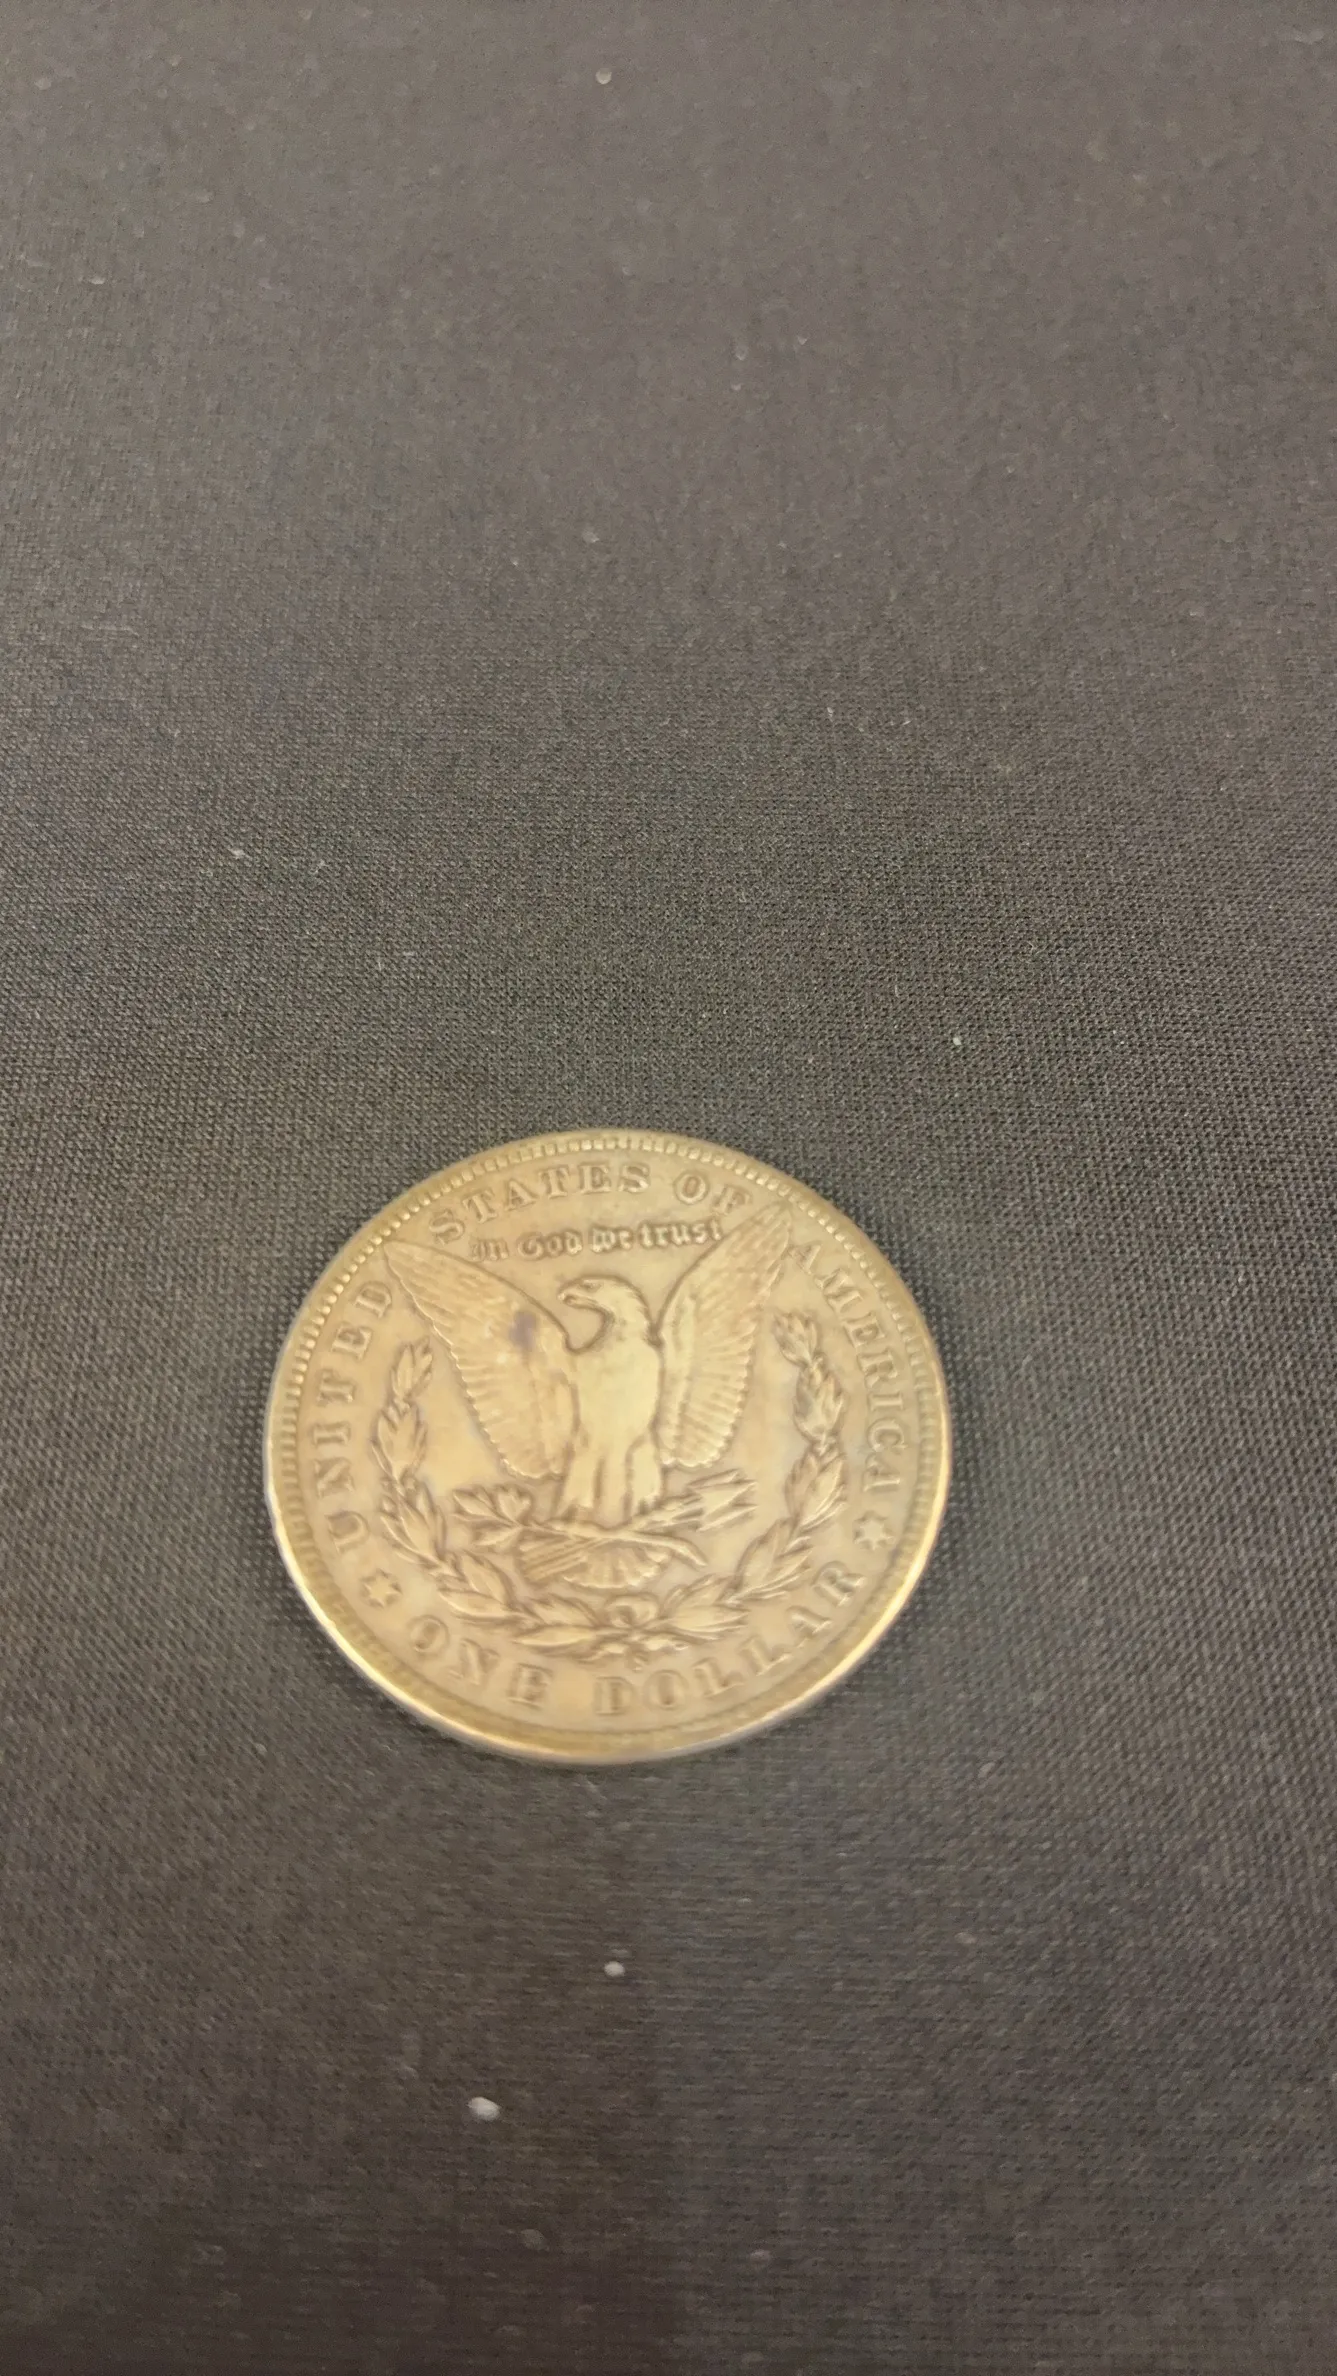 UNITED STATES OF AMERICA
In God we trust
ONE DOLLAR